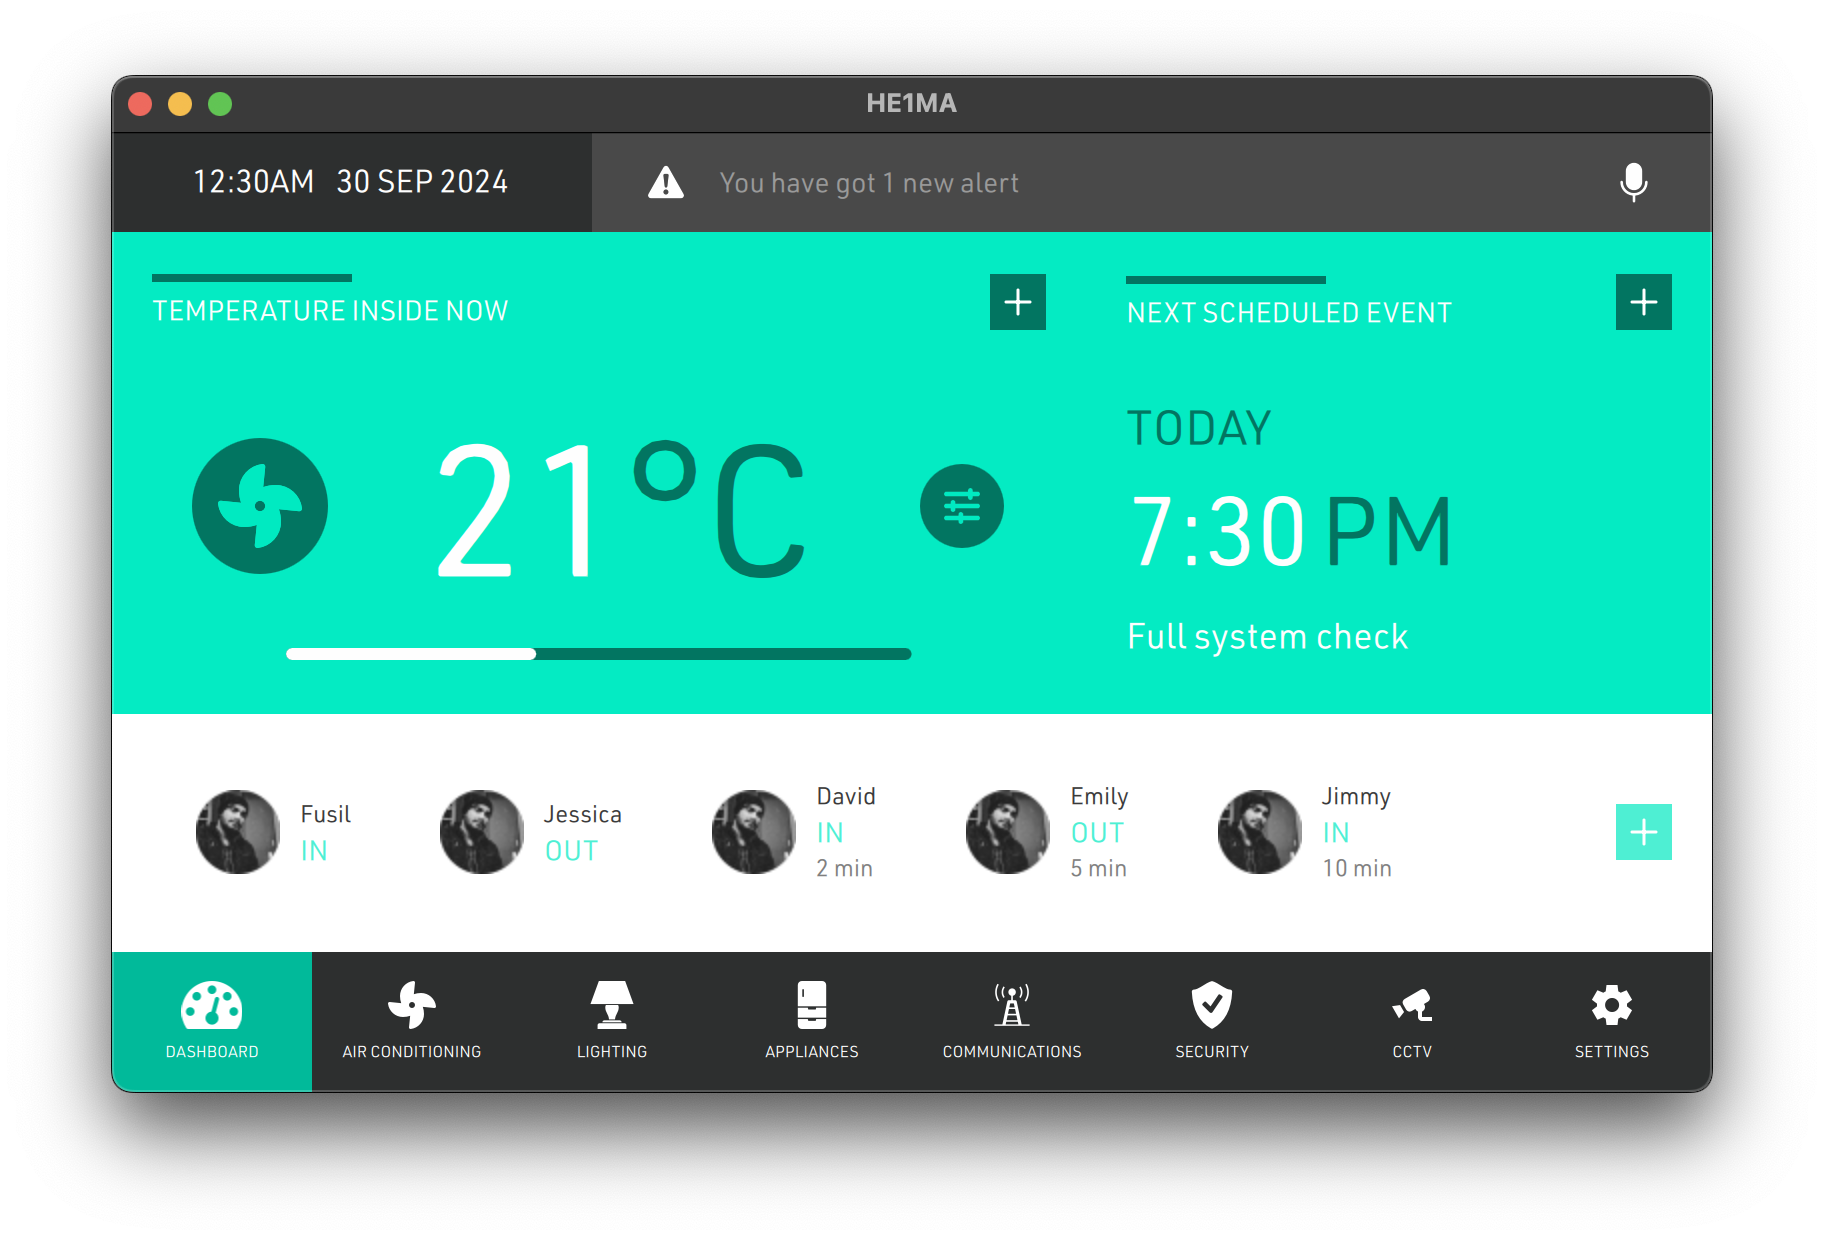 HE1MA
12:30AM 30 SEP 2024
You have got 1 new alert
TEMPERATURE INSIDE NOW
21°C
NEXT SCHEDULED EVENT
TODAY
7:30 PM
Full system check
Fusil
IN
Jessica
OUT
David
IN
2 min
Emily
OUT
5 min
Jimmy
IN
10 min
DASHBOARD
AIR CONDITIONING
LIGHTING
APPLIANCES
COMMUNICATIONS
SECURITY
CCTV
SETTINGS